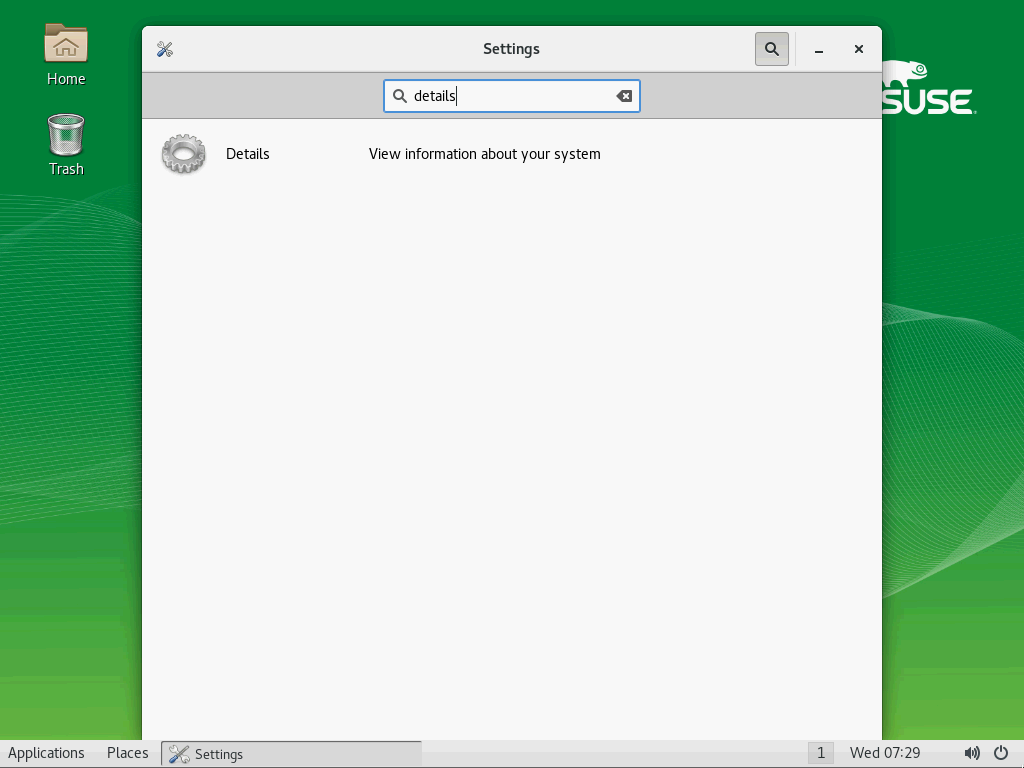 Settings
Home
details
SUSE
Details View information about your system
Trash
Applications Places Settings 1 Wed 07:29